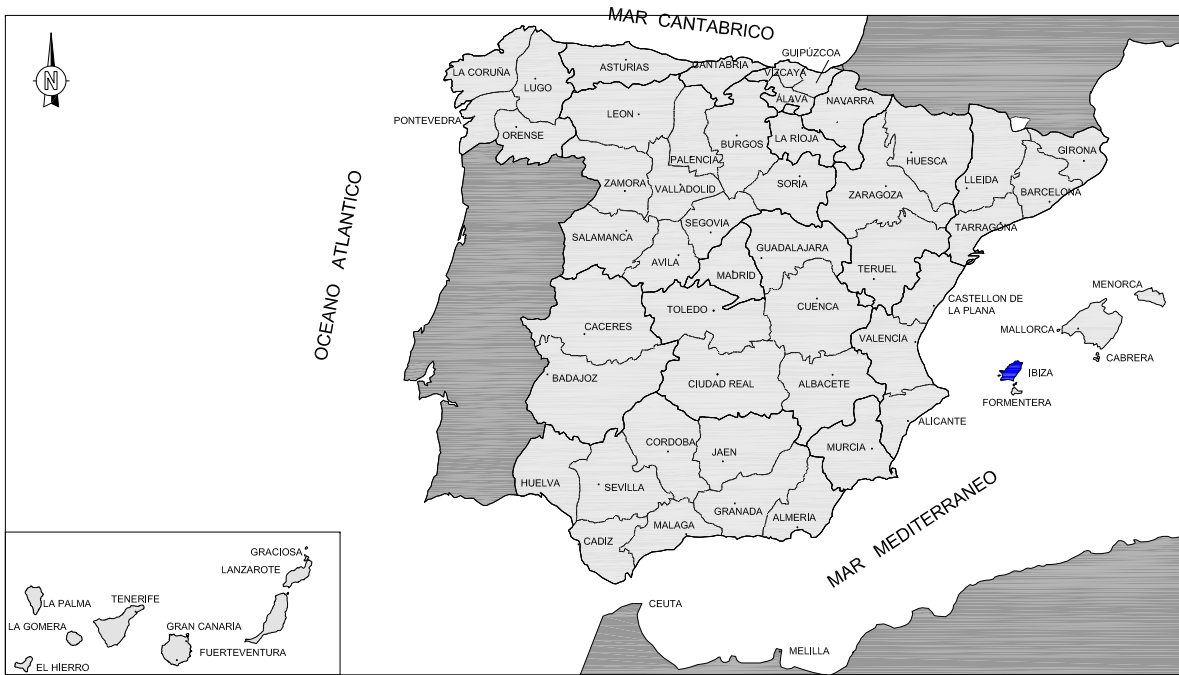 MAR CANTABRICO
N
GUIPÚZCOA
LA CORUÑA
LUGO
ASTURIAS
CANTABRIA
VIZCAYA
ÁLAVA
NAVARRA
PONTEVEDRA
ORENSE
LEON
PALENCIA
BURGOS
LA RIOJA
HUESCA
GIRONA
LLEIDA
BARCELONA
ZAMORA
VALLADOLID
SORIA
ZARAGOZA
TARRAGONA
SALAMANCA
SEGOVIA
AVILA
MADRID
GUADALAJARA
TERUEL
OCEANO ATLANTICO
TOLEDO
CUENCA
CASTELLON DE
LA PLANA
MENORCA
MALLORCA
CABRERA
CACERES
VALENCIA
IBIZA
FORMENTERA
BADAJOZ
CIUDAD REAL
ALBACETE
ALICANTE
CORDOBA
JAEN
MURCIA
HUELVA
SEVILLA
GRANADA
ALMERIA
MALAGA
CADIZ
MAR MEDITERRANEO
GRACIOSA
LANZAROTE
LA PALMA
TENERIFE
LA GOMERA
GRAN CANARIA
FUERTEVENTURA
EL HIERRO
CEUTA
MELILLA